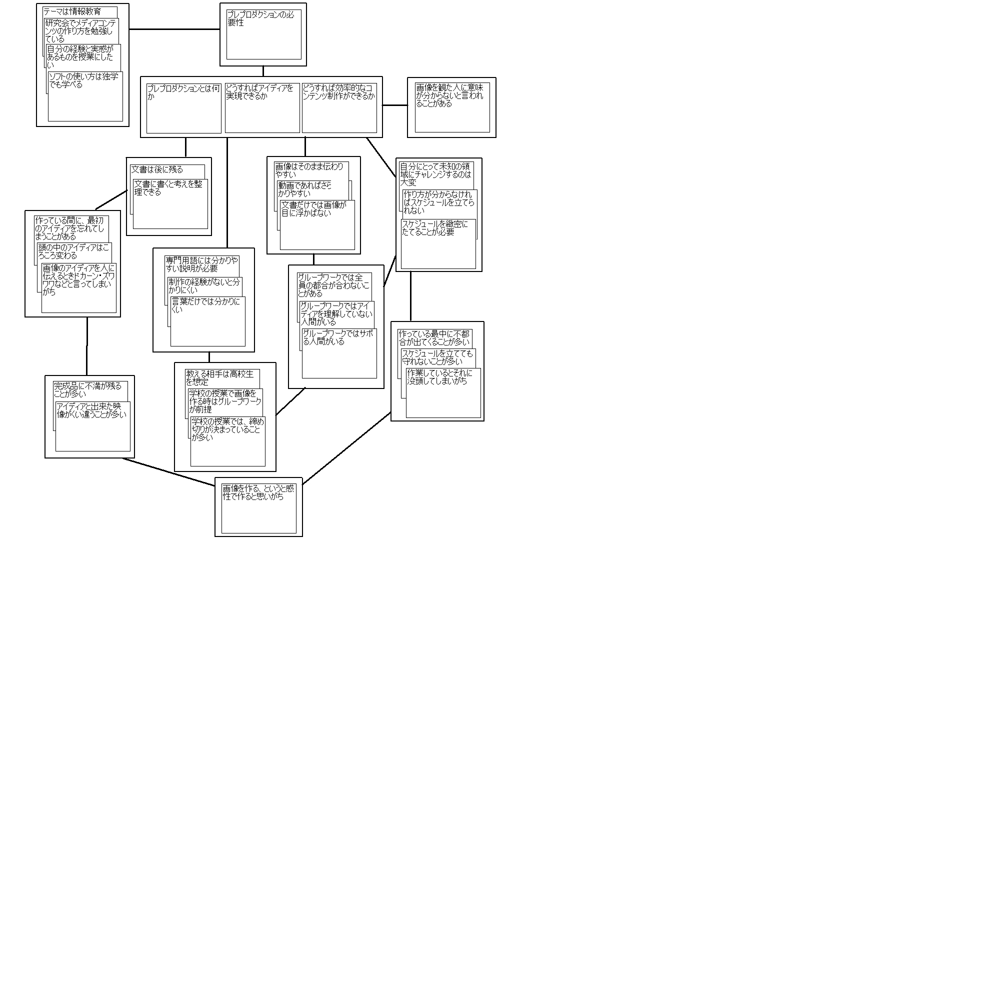 テーマは情報教育
研究会でメディアコンテ
ンツの作り方を勉強し
ている
自分の経験と実感が
あるものを授業にした
い
ソフトの使い方は独学
でも学べる
プレプロダクションの必
要性
プレプロダクションとは何
か
どうすればアイディアを
実現できるか
どうすれば効率的なコ
ンテンツ制作ができるか
画像を観た人に意味
が分からないと言われ
ることがある
文書は後に残る
文書に書くと考えを整
理できる
画像はそのまま伝わり
やすい
動画であればさら
かりやすい
文書だけでは画像が
目に浮かばない
自分にとって未知の領
域にチャレンジするのは
大変
作り方が分からなけれ
ばスケジュールを立てら
れない
スケジュールを緻密に
たてることが必要
作っている間に、最初
のアイディアを忘れてし
まうことがある
頭の中のアイディアはこ
ろころ変わる
画像のアイディアを人に
伝えるときドカーン・ズワ
ワワなどと言ってしまい
がち
専門用語には分かりや
すい説明が必要
制作の経験がないと分
かりにくい
言葉だけでは分かりに
くい
グループワークでは全
員の都合が合わないこ
とがある
グループワークではアイ
ディアを理解していない
人間がいる
グループワークではサボ
る人間がいる
作っている最中に不都
合が出てくることが多い
スケジュールを立てても
守れないことが多い
作業しているとそれに
没頭してしまいがち
完成品に不満が残る
ことが多い
アイディアと出来た映
像がくい違うことが多い
教える相手は高校生
を想定
学校の授業で画像を
作る時はグループワーク
が前提
学校の授業では、締め
切りが決まっていること
が多い
画像を作る、というと感
性で作ると思いがち